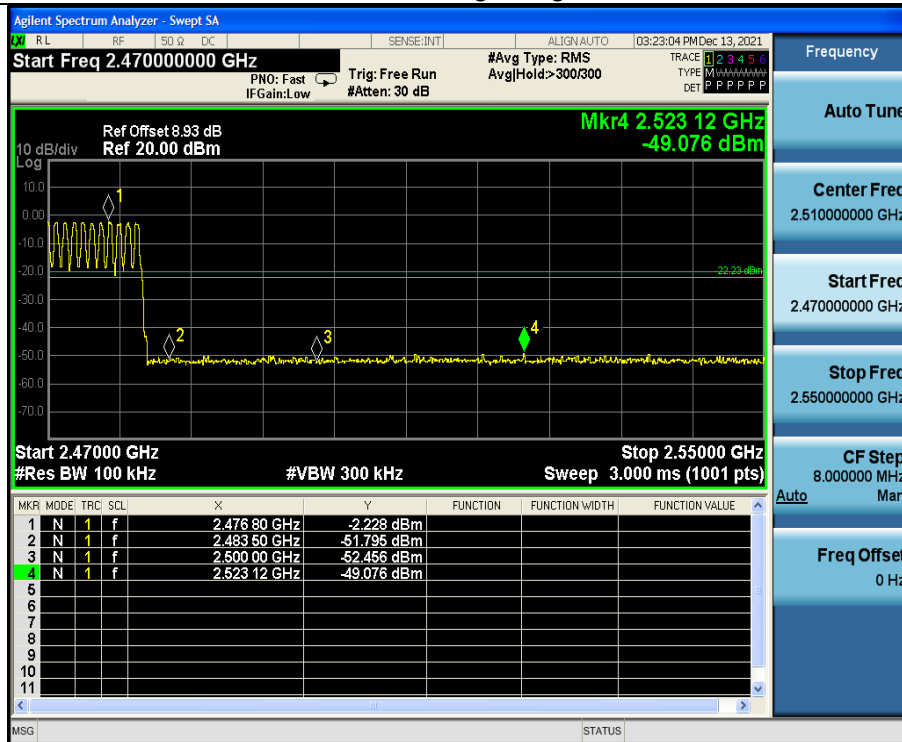 Agilent Spectrum Analyzer - Swept SA
LXI RL RF 50 Ω DC SENSE:INT ALIGN AUTO 03:23:04 PM Dec 13, 2021
Start Freq 2.470000000 GHz
PNO: Fast
IFGain:Low
Trig: Free Run
#Atten: 30 dB
#Avg Type: RMS
Avg|Hold:>300/300
TRACE 1 2 3 4 5 6
TYPE M
DET P P P P P P
Frequency
Mkr4 2.523 12 GHz
-49.076 dBm
Ref Offset 8.93 dB
10 dB/div Ref 20.00 dBm
Log
10.0
0.00
-10.0
-20.0
-30.0
-40.0
-50.0
-60.0
-70.0
1
2
3
4
22.23 dBm
Start 2.47000 GHz Stop 2.55000 GHz
#Res BW 100 kHz #VBW 300 kHz Sweep 3.000 ms (1001 pts)
MKR MODE TRC SCL X Y FUNCTION FUNCTION WIDTH FUNCTION VALUE
1 N 1 f 2.476 80 GHz -2.228 dBm
2 N 1 f 2.483 50 GHz -51.795 dBm
3 N 1 f 2.500 00 GHz -52.456 dBm
4 N 1 f 2.523 12 GHz -49.076 dBm
5
6
7
8
9
10
11
MSG STATUS
Auto Tune
Center Freq
2.510000000 GHz
Start Freq
2.470000000 GHz
Stop Freq
2.550000000 GHz
CF Step
8.000000 MHz
Auto Man
Freq Offset
0 Hz